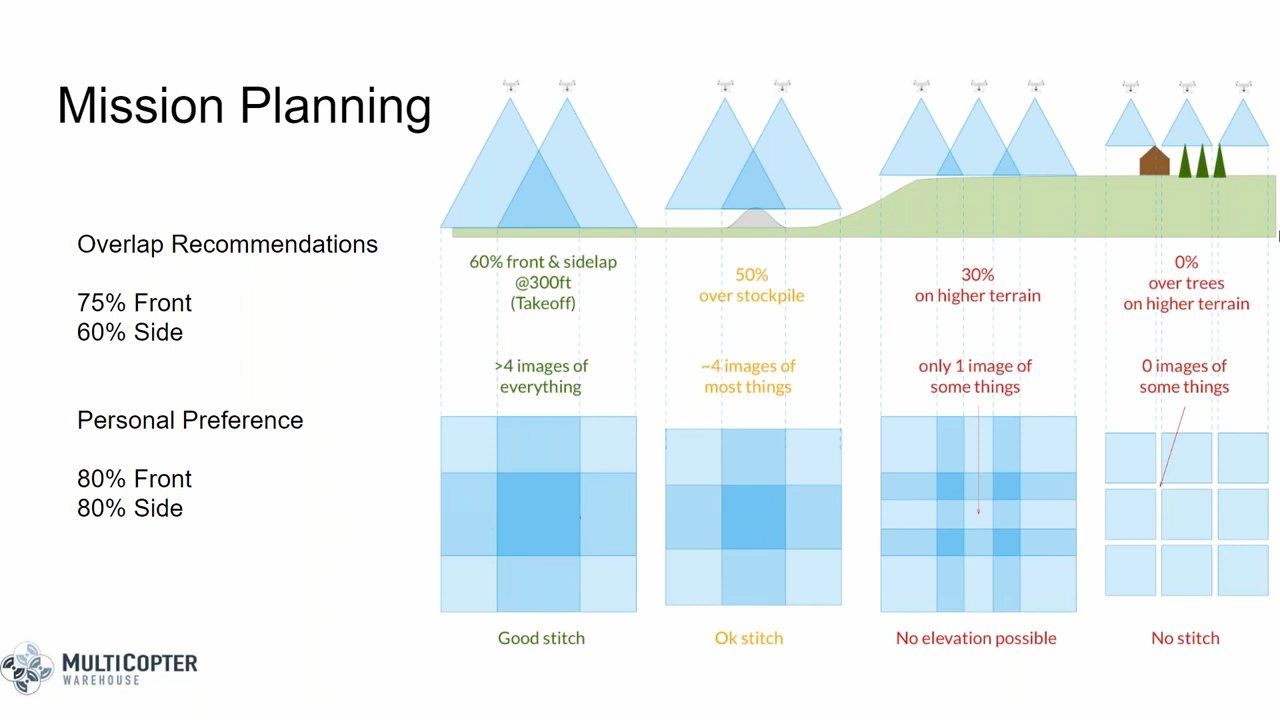 Mission Planning
Overlap Recommendations
75% Front
60% Side
Personal Preference
80% Front
80% Side
60% front & sidelap
@300ft
(Takeoff)
50%
over stockpile
30%
on higher terrain
0%
over trees
on higher terrain
>4 images of
everything
~4 images of
most things
only 1 image of
some things
0 images of
some things
Good stitch
Ok stitch
No elevation possible
No stitch
MULTICOPTER
WAREHOUSE